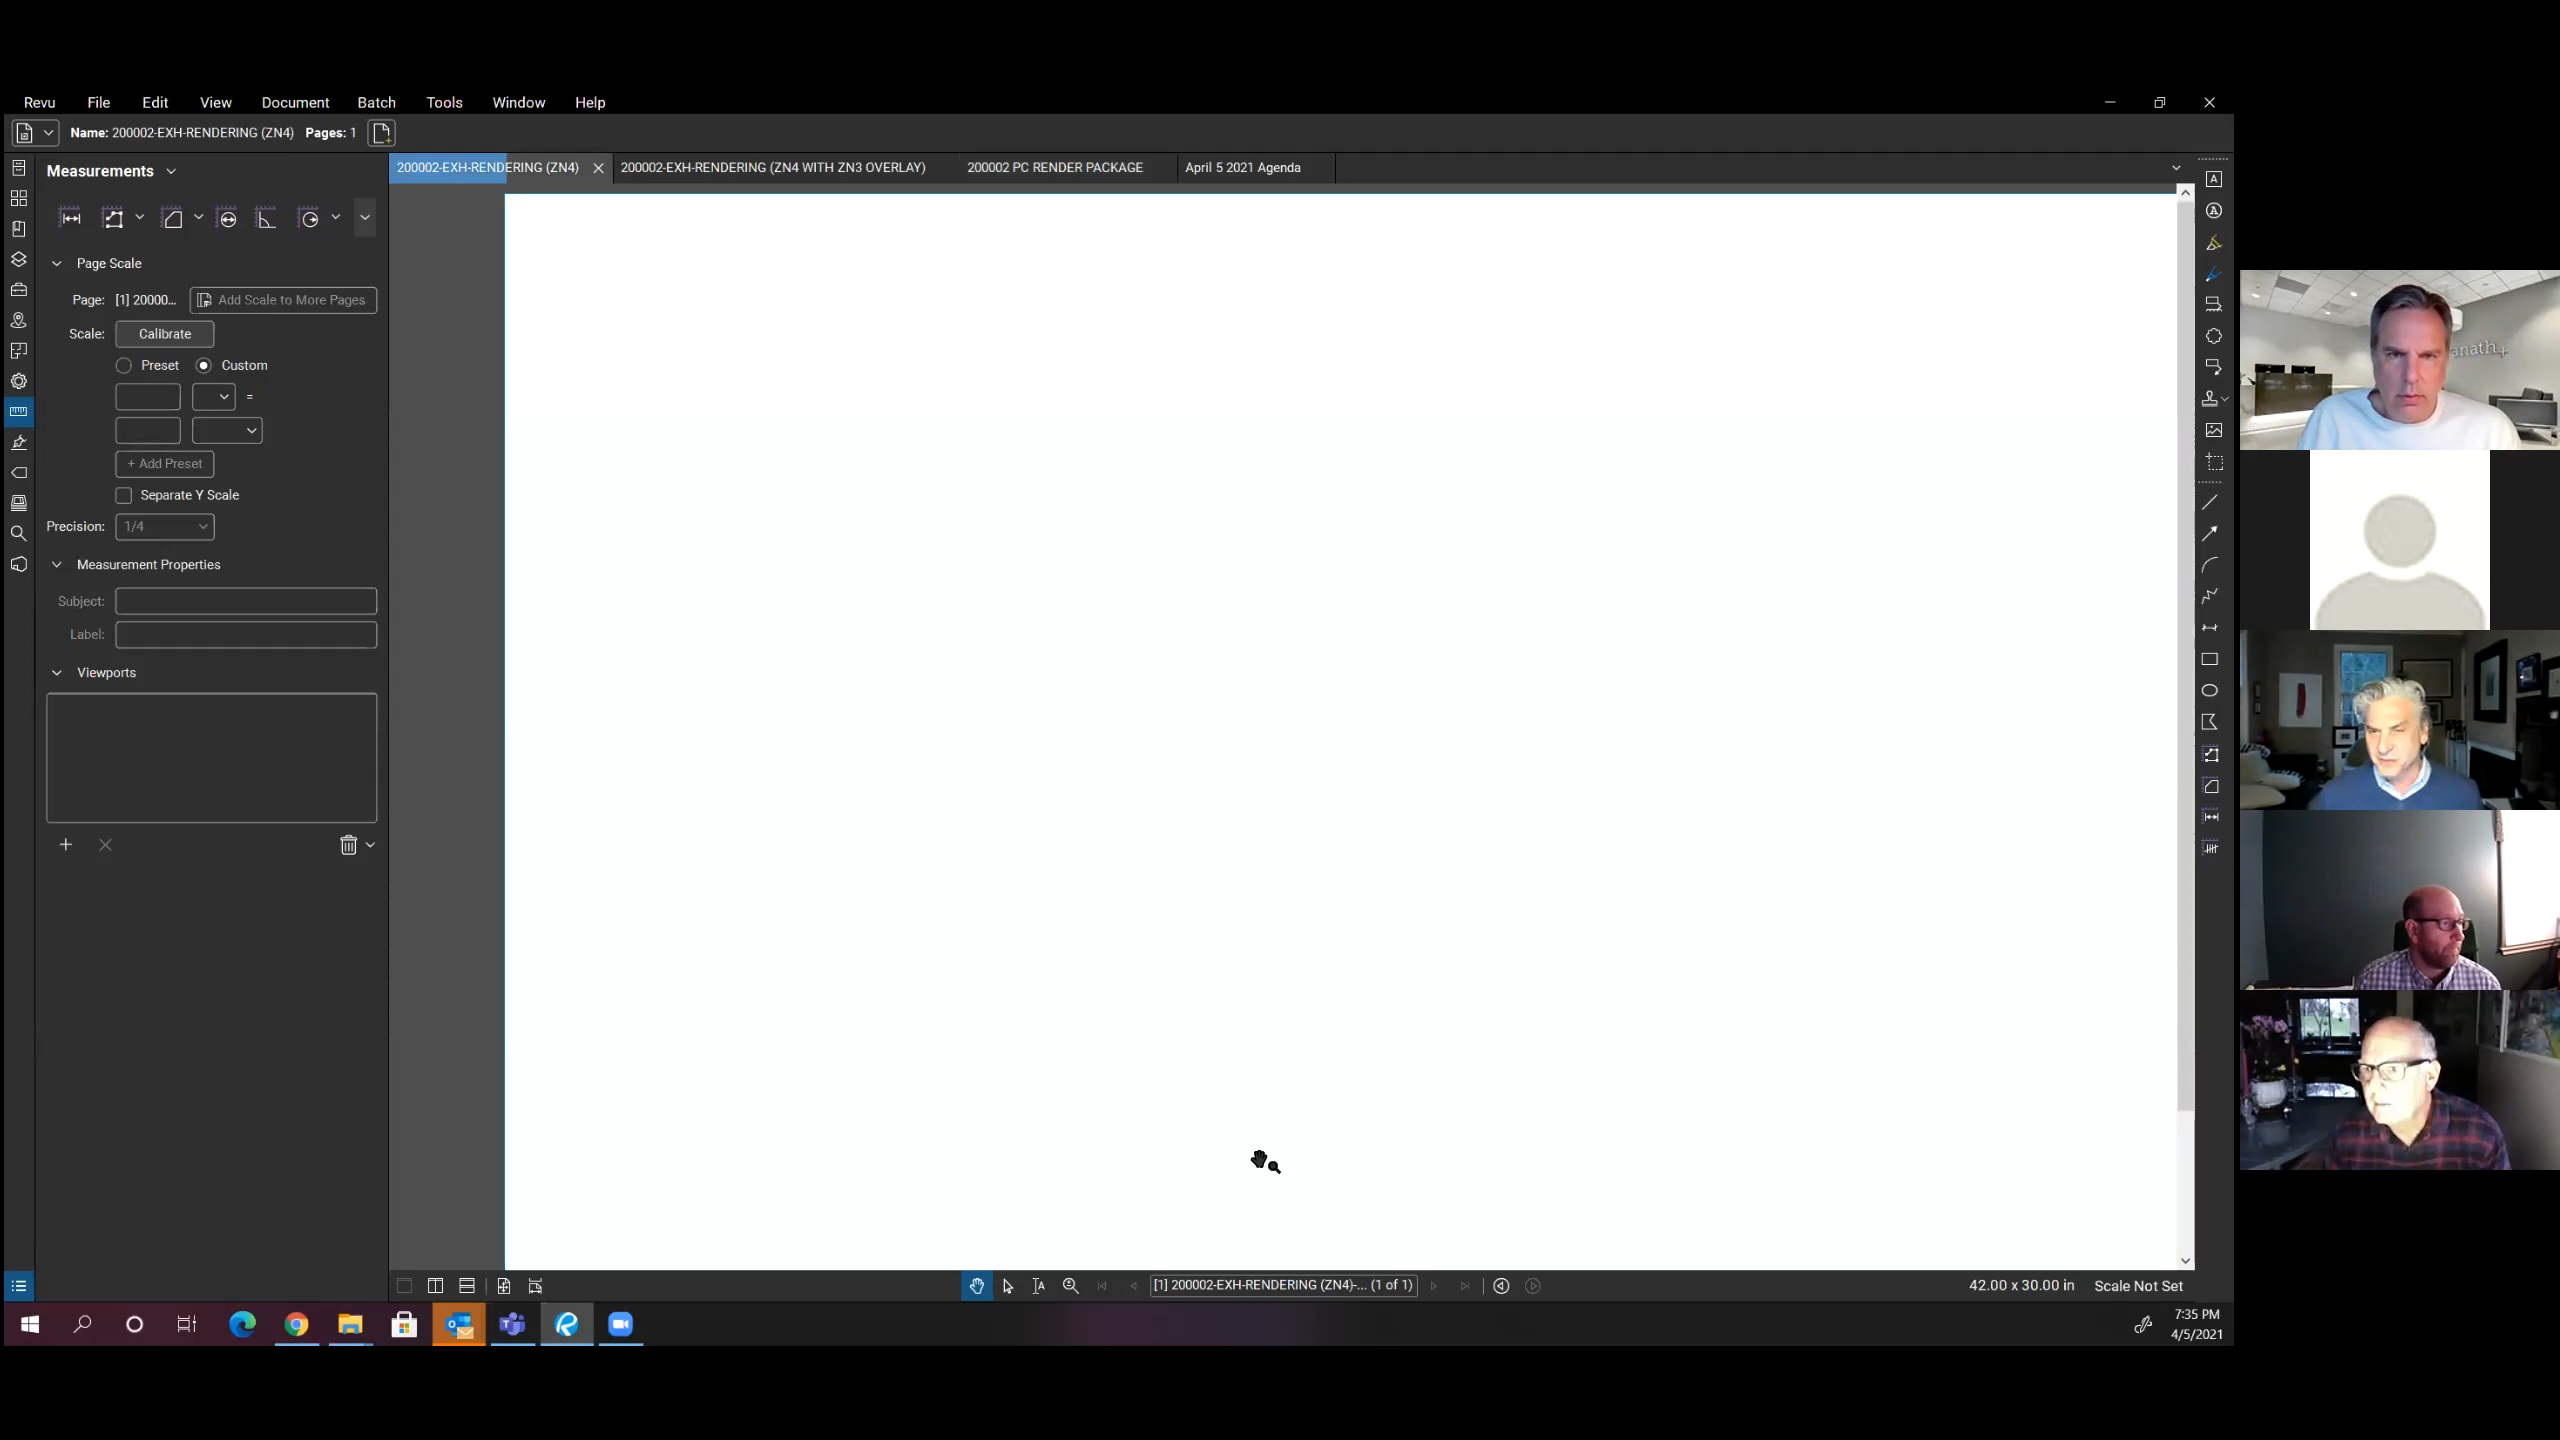 Revu File Edit View Document Batch Tools Window Help
Name: 200002-EXH-RENDERING (ZN4) Pages: 1
Measurements
200002-EXH-RENDERING (ZN4)
200002-EXH-RENDERING (ZN4 WITH ZN3 OVERLAY)
200002 PC RENDER PACKAGE
April 5 2021 Agenda
Page Scale
Page: [1] 20000... Add Scale to More Pages
Scale: Calibrate
Preset Custom
=
+ Add Preset
Separate Y Scale
Precision: 1/4
Measurement Properties
Subject:
Label:
Viewports
anath+
[1] 200002-EXH-RENDERING (ZN4)-... (1 of 1)
42.00 x 30.00 in Scale Not Set
7:35 PM
4/5/2021